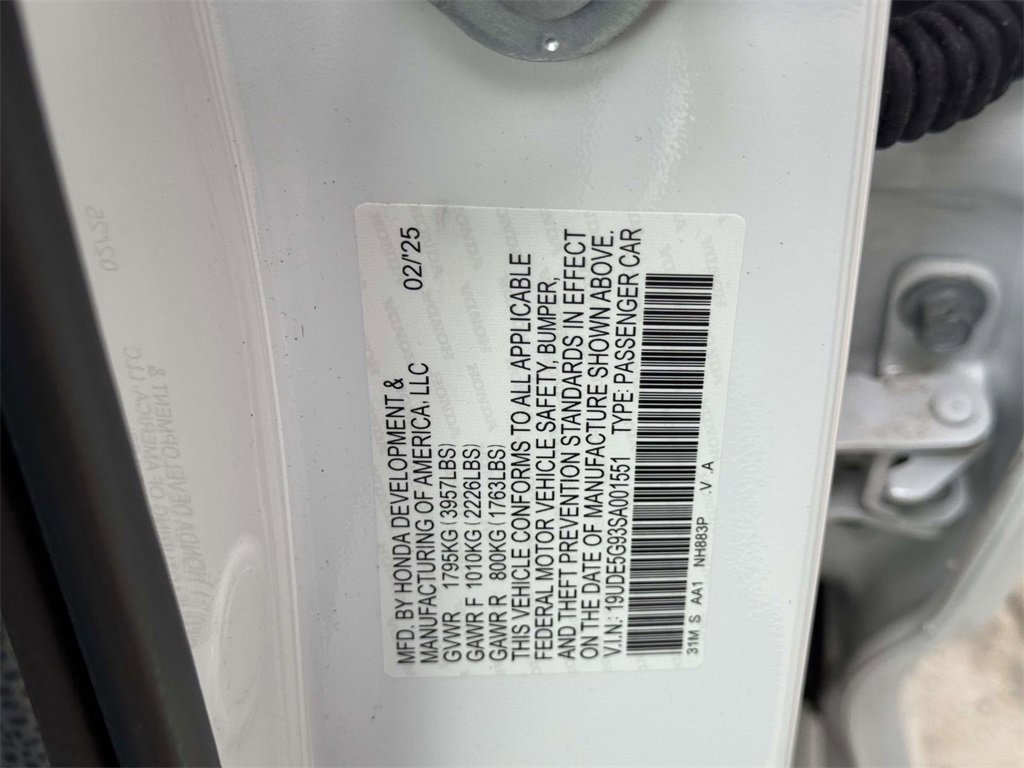 MFD. BY HONDA DEVELOPMENT & 02/'25
MANUFACTURING OF AMERICA, LLC
GVWR 1795KG (3957LBS)
GAWR F 1010KG (2226LBS)
GAWR R 800KG (1763LBS)
THIS VEHICLE CONFORMS TO ALL APPLICABLE
FEDERAL MOTOR VEHICLE SAFETY, BUMPER,
AND THEFT PREVENTION STANDARDS IN EFFECT
ON THE DATE OF MANUFACTURE SHOWN ABOVE.
V.I.N.: 19UDE5G93SA001551 TYPE: PASSENGER CAR
31M S AA1 NH883P .V .A